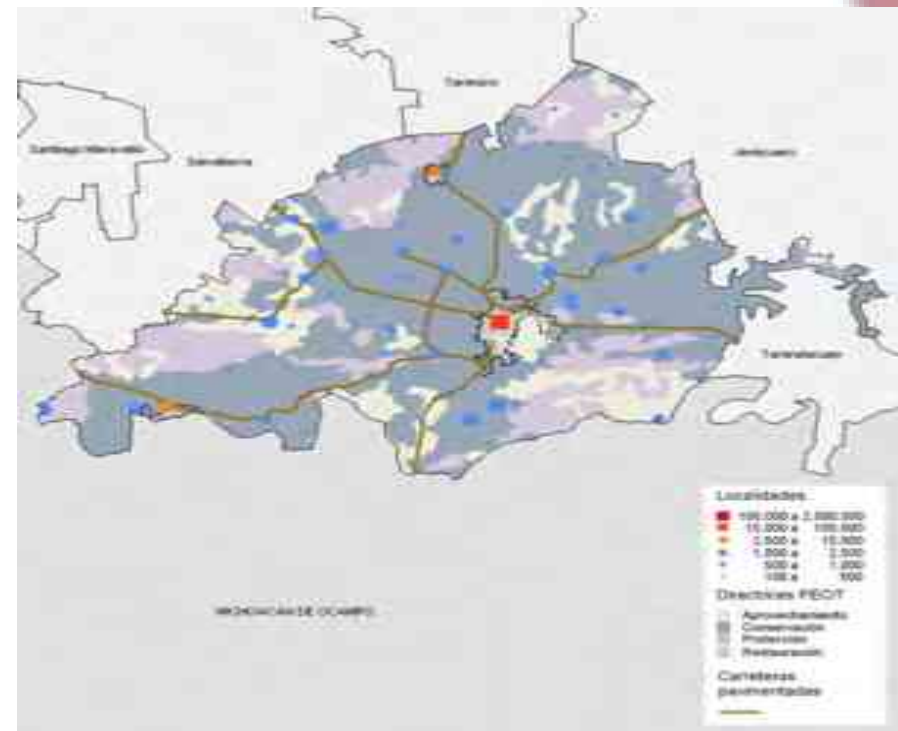 Tarimoro
Santiago Maravatío
Salvatierra
Jerécuaro
Tarandacuao
MICHOACÁN DE OCAMPO
Localidades
100,000 a 2,000,000
15,000 a 100,000
2,500 a 15,000
1,000 a 2,500
500 a 1,000
100 a 500
Directrices PEOT
Aprovechamiento
Conservación
Protección
Restauración
Carreteras
pavimentadas